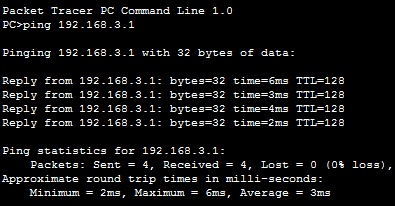 Packet Tracer PC Command Line 1.0
PC>ping 192.168.3.1
Pinging 192.168.3.1 with 32 bytes of data:
Reply from 192.168.3.1: bytes=32 time=6ms TTL=128
Reply from 192.168.3.1: bytes=32 time=3ms TTL=128
Reply from 192.168.3.1: bytes=32 time=4ms TTL=128
Reply from 192.168.3.1: bytes=32 time=2ms TTL=128
Ping statistics for 192.168.3.1:
    Packets: Sent = 4, Received = 4, Lost = 0 (0% loss),
Approximate round trip times in milli-seconds:
    Minimum = 2ms, Maximum = 6ms, Average = 3ms